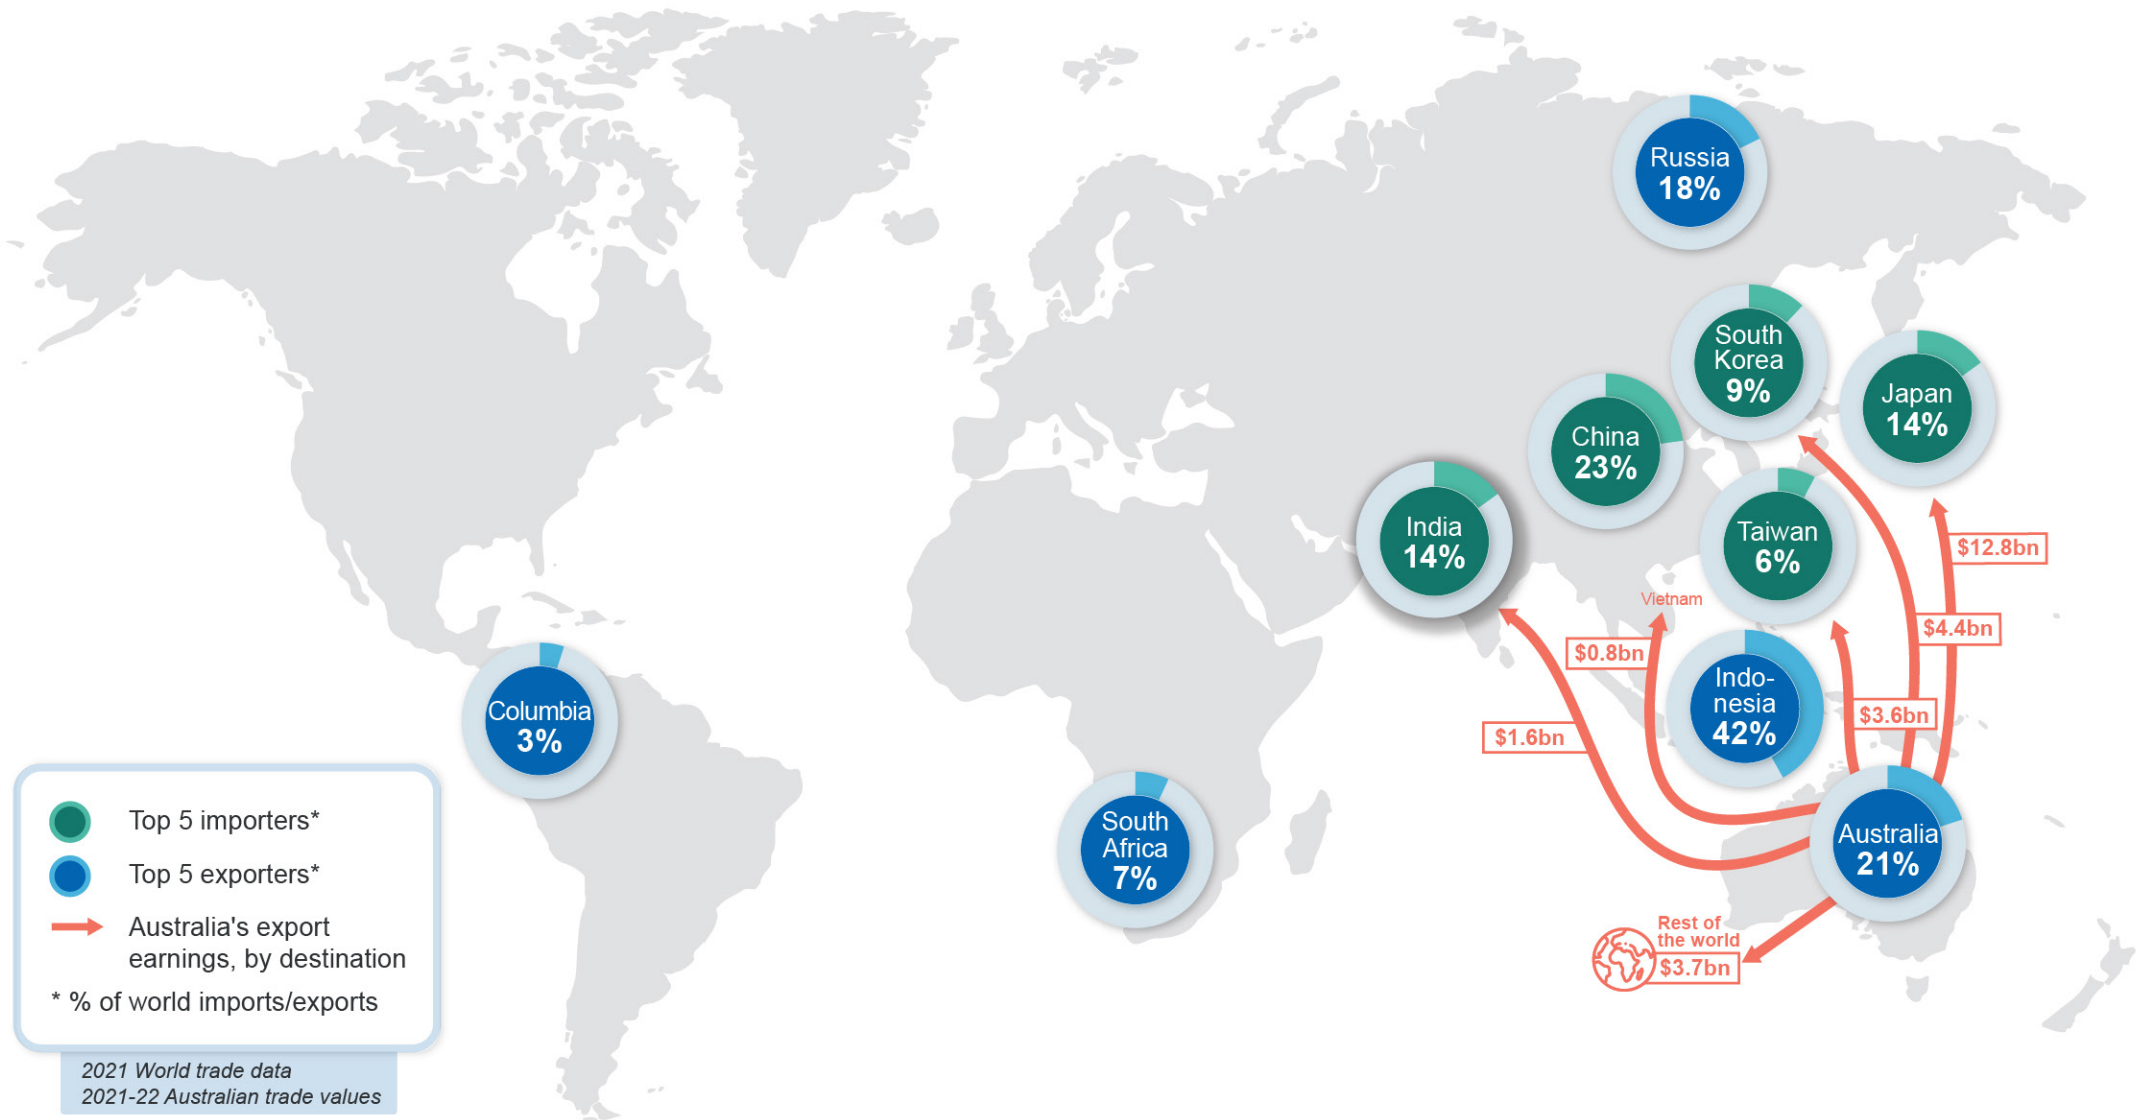 Russia
18%
South
Korea
9%
Japan
14%
China
23%
India
14%
Taiwan
6%
$12.8bn
Vietnam
$4.4bn
$0.8bn
Indo-
nesia
42%
$3.6bn
$1.6bn
Columbia
3%
South
Africa
7%
Australia
21%
Rest of
the world
$3.7bn
Top 5 importers*
Top 5 exporters*
Australia's export
earnings, by destination
* % of world imports/exports
2021 World trade data
2021-22 Australian trade values